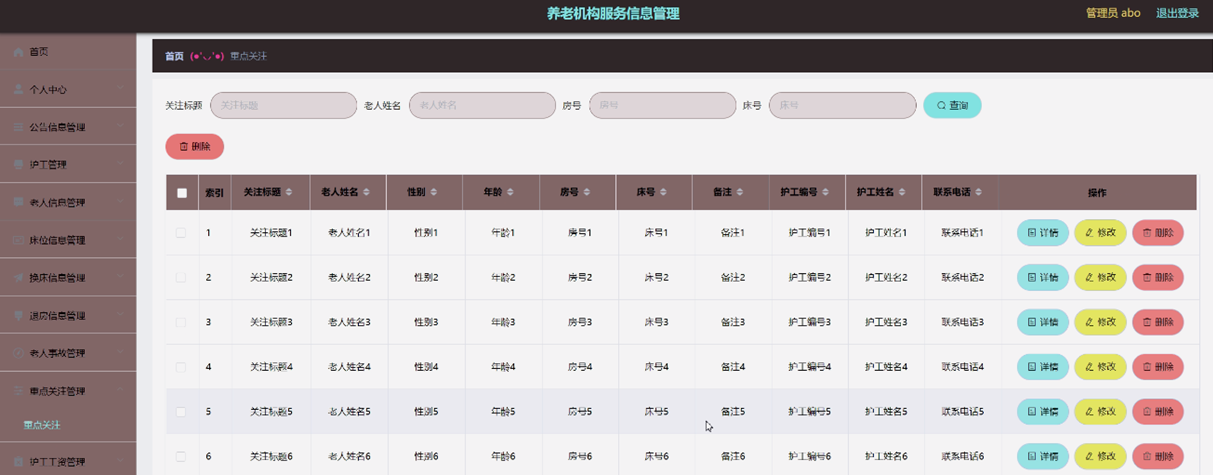 养老机构服务信息管理
管理员 abo 退出登录
首页
个人中心
公告信息管理
护工管理
老人信息管理
床位信息管理
换床信息管理
退房信息管理
老人事故管理
重点关注管理
重点关注
护工工资管理
首页 (●'◡'●) 重点关注
关注标题 关注标题 老人姓名 老人姓名 房号 房号 床号 床号 查询
删除
索引 关注标题 老人姓名 性别 年龄 房号 床号 备注 护工编号 护工姓名 联系电话 操作
1 关注标题1 老人姓名1 性别1 年龄1 房号1 床号1 备注1 护工编号1 护工姓名1 联系电话1 详情 修改 删除
2 关注标题2 老人姓名2 性别2 年龄2 房号2 床号2 备注2 护工编号2 护工姓名2 联系电话2 详情 修改 删除
3 关注标题3 老人姓名3 性别3 年龄3 房号3 床号3 备注3 护工编号3 护工姓名3 联系电话3 详情 修改 删除
4 关注标题4 老人姓名4 性别4 年龄4 房号4 床号4 备注4 护工编号4 护工姓名4 联系电话4 详情 修改 删除
5 关注标题5 老人姓名5 性别5 年龄5 房号5 床号5 备注5 护工编号5 护工姓名5 联系电话5 详情 修改 删除
6 关注标题6 老人姓名6 性别6 年龄6 房号6 床号6 备注6 护工编号6 护工姓名6 联系电话6 详情 修改 删除